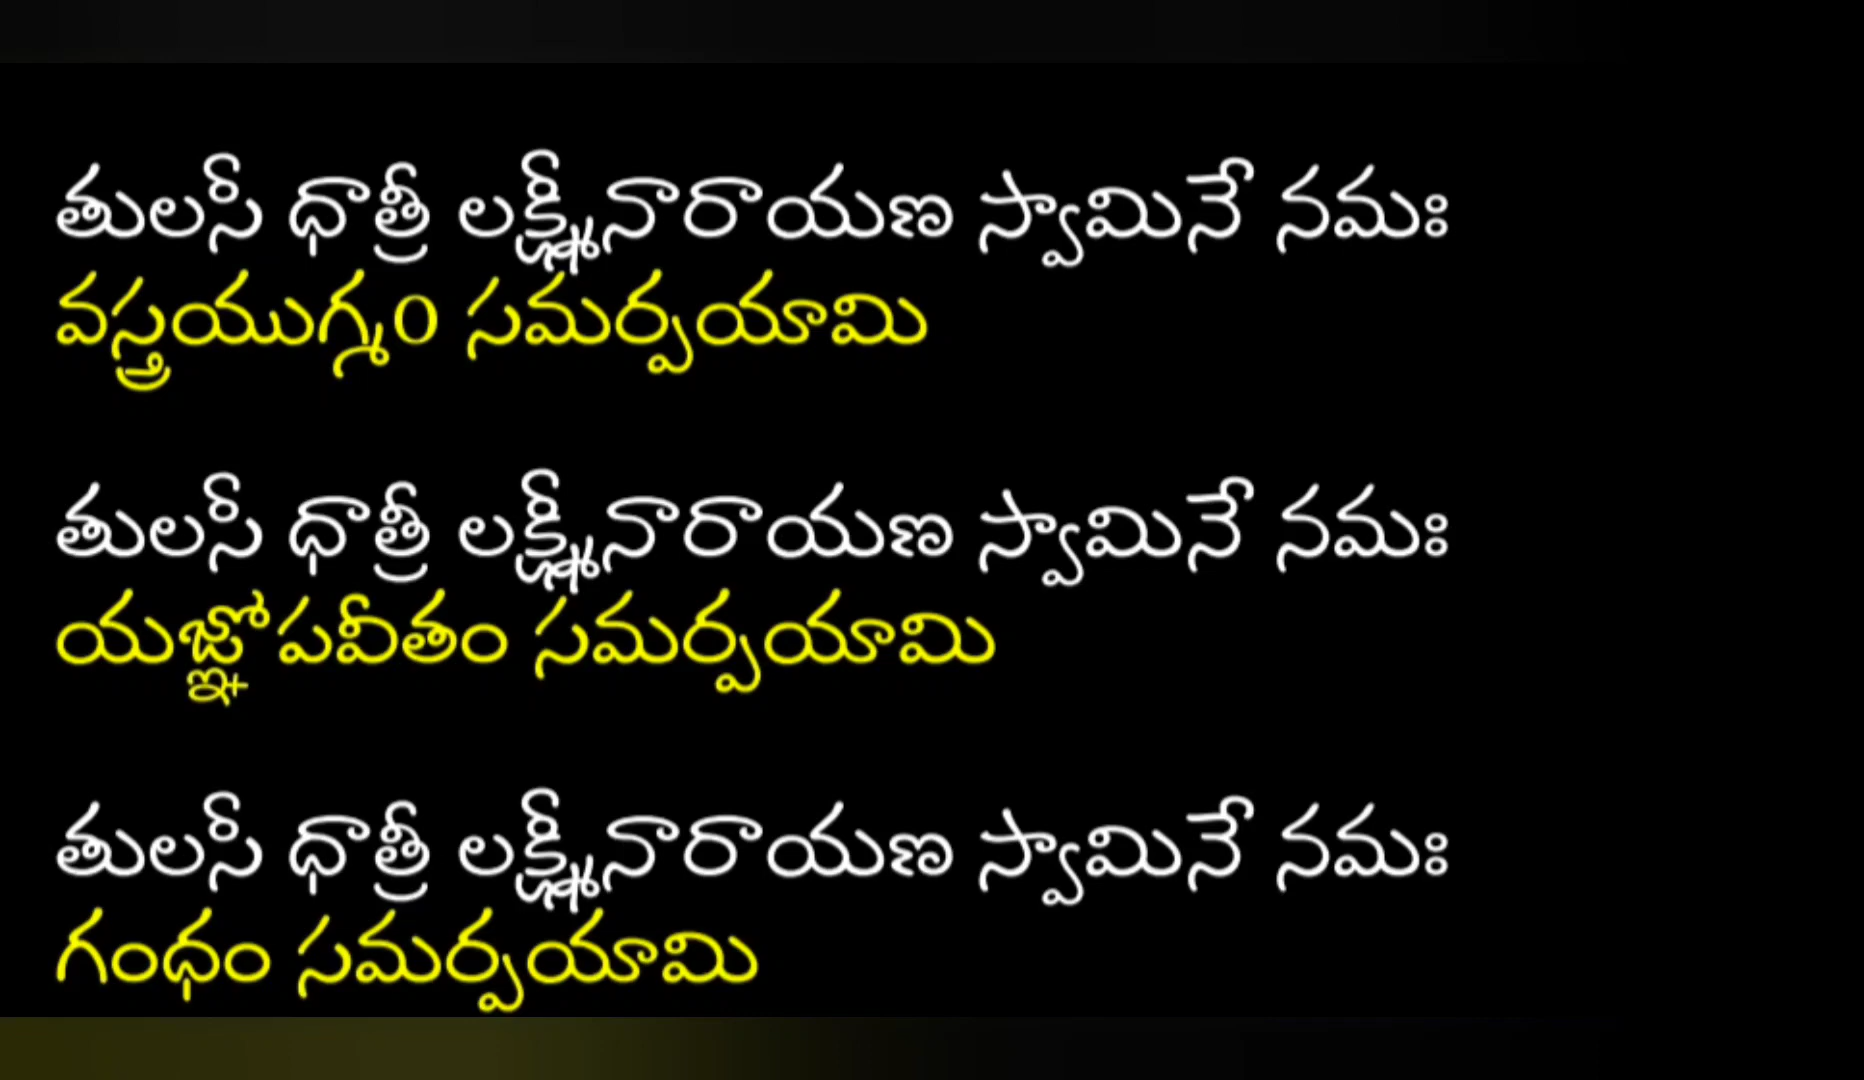 తులసీ ధాత్రీ లక్ష్మీనారాయణ స్వామినే నమః
వస్త్రయుగ్మం సమర్పయామి
తులసీ ధాత్రీ లక్ష్మీనారాయణ స్వామినే నమః
యజ్ఞోపవీతం సమర్పయామి
తులసీ ధాత్రీ లక్ష్మీనారాయణ స్వామినే నమః
గంధం సమర్పయామి